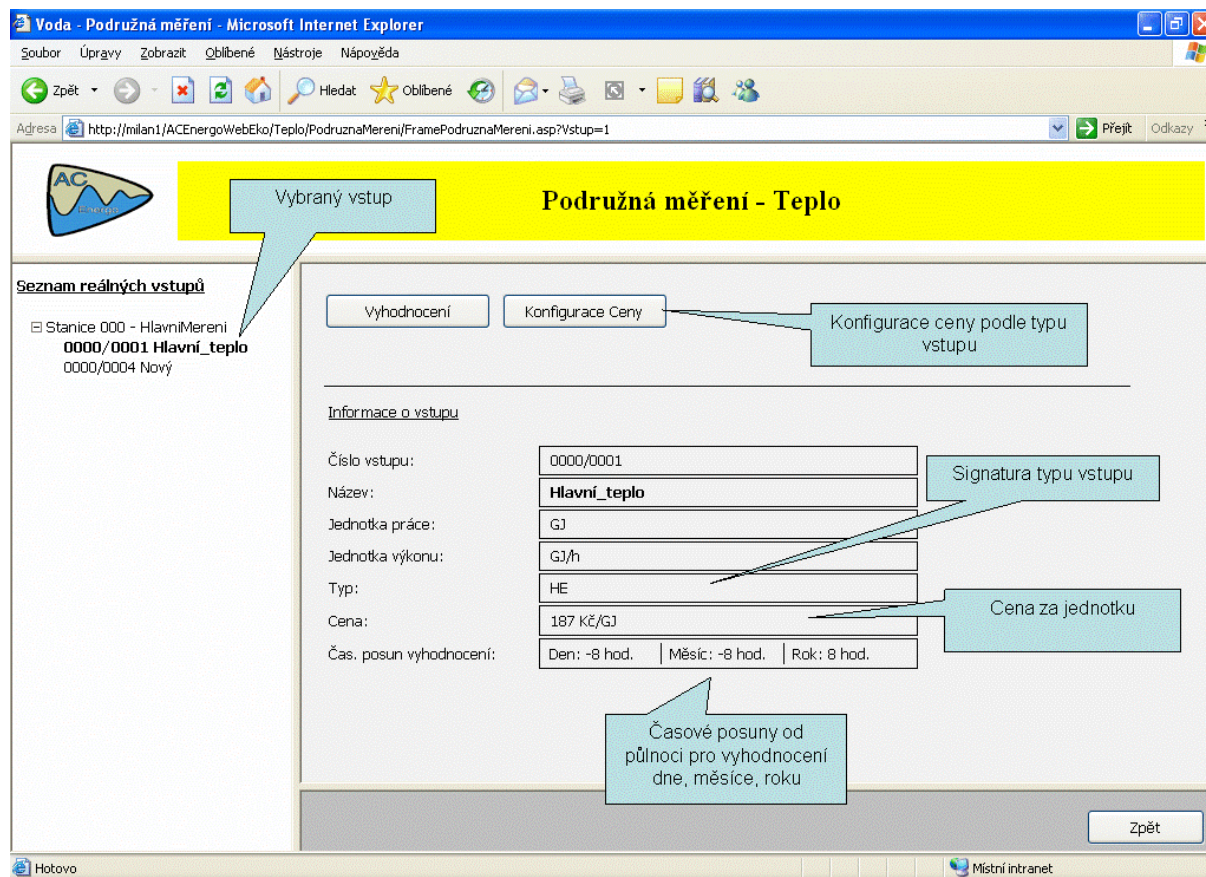 Voda - Podružná měření - Microsoft Internet Explorer
Soubor Úpravy Zobrazit Oblíbené Nástroje Nápověda
Zpět Hledat Oblíbené
Adresa http://milan1/ACEnergoWebEko/Teplo/PodruznaMereni/FramePodruznaMereni.asp?Vstup=1 Přejít Odkazy
AC
Energo
Vybraný vstup
Podružná měření - Teplo
Seznam reálných vstupů
Stanice 000 - HlavniMereni
0000/0001 Hlavní_teplo
0000/0004 Nový
Vyhodnocení Konfigurace Ceny
Konfigurace ceny podle typu
vstupu
Informace o vstupu
Číslo vstupu: 0000/0001
Název: Hlavní_teplo
Signatura typu vstupu
Jednotka práce: GJ
Jednotka výkonu: GJ/h
Typ: HE
Cena: 187 Kč/GJ
Cena za jednotku
Čas. posun vyhodnocení: Den: -8 hod. Měsíc: -8 hod. Rok: 8 hod.
Časové posuny od
půlnoci pro vyhodnocení
dne, měsíce, roku
Zpět
Hotovo Místní intranet